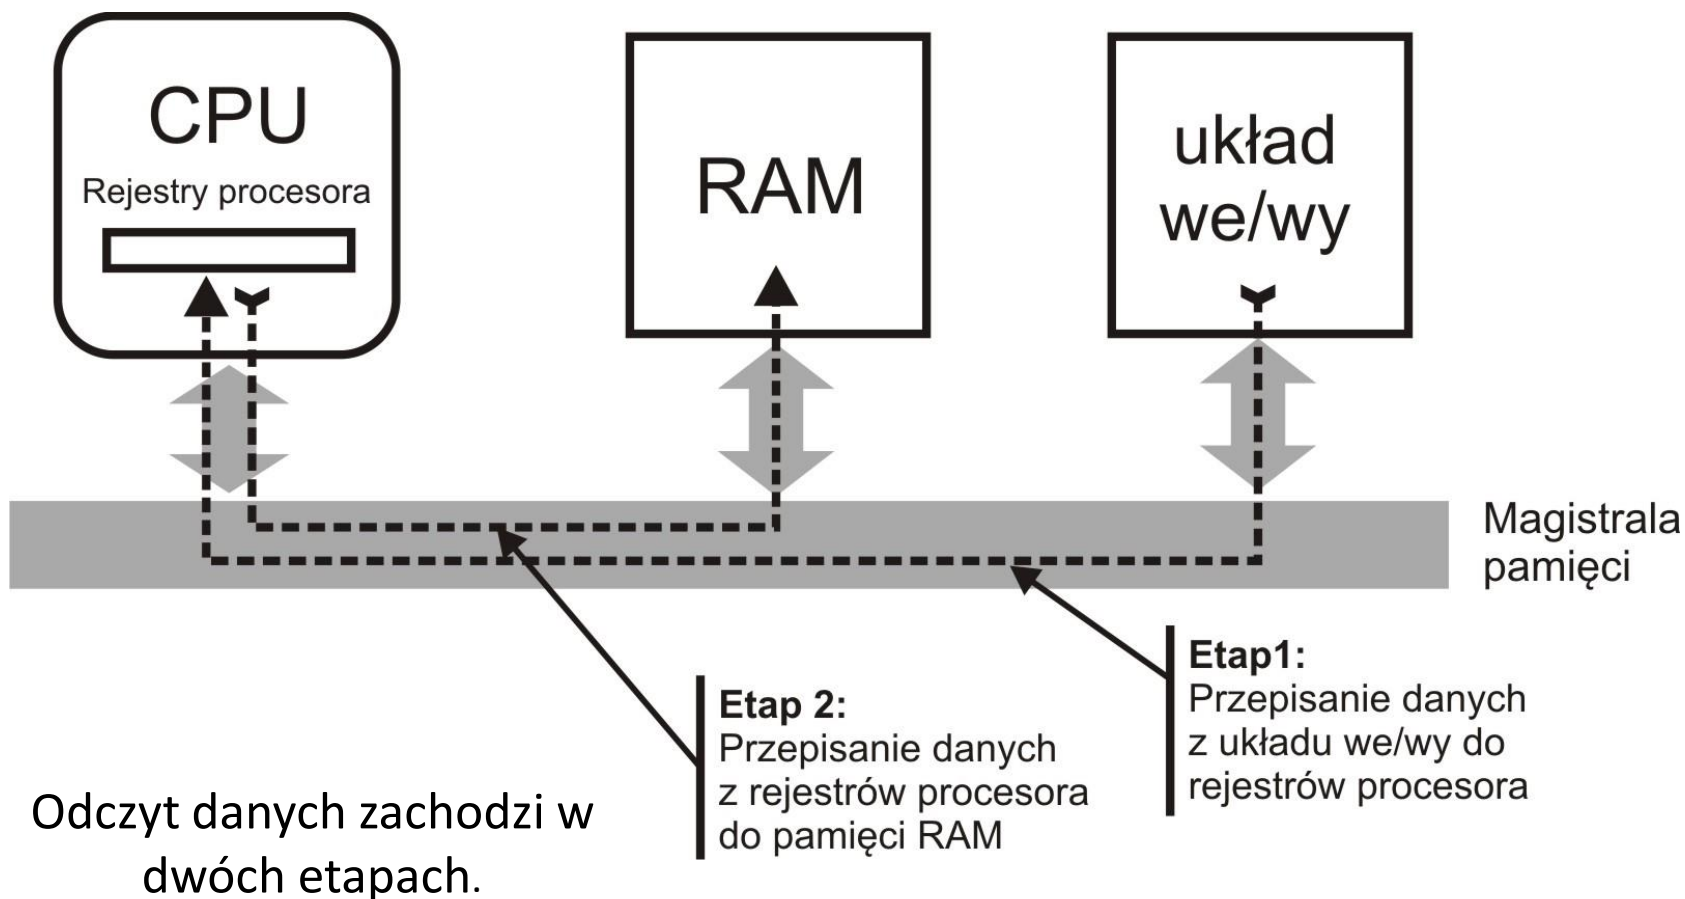 CPU
Rejestry procesora
RAM
układ
we/wy
Magistrala
pamięci
Etap1:
Przepisanie danych
z układu we/wy do
rejestrów procesora
Etap 2:
Przepisanie danych
z rejestrów procesora
do pamięci RAM
Odczyt danych zachodzi w
dwóch etapach.